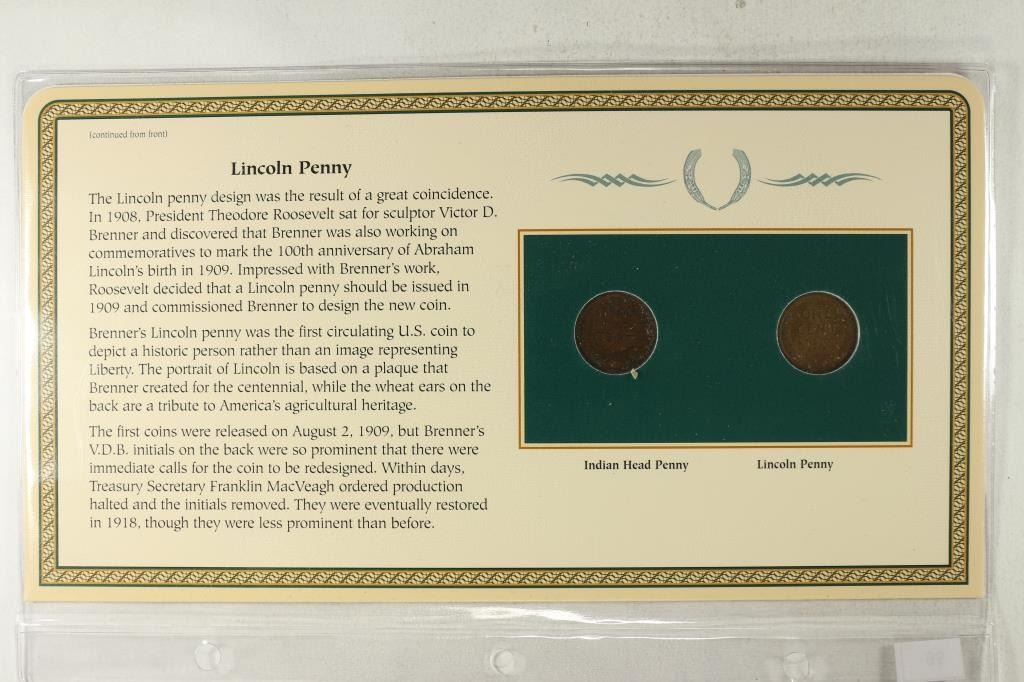 (continued from front)
Lincoln Penny
The Lincoln penny design was the result of a great coincidence.
In 1908, President Theodore Roosevelt sat for sculptor Victor D.
Brenner and discovered that Brenner was also working on
commemoratives to mark the 100th anniversary of Abraham
Lincoln's birth in 1909. Impressed with Brenner's work,
Roosevelt decided that a Lincoln penny should be issued in
1909 and commissioned Brenner to design the new coin.
Brenner's Lincoln penny was the first circulating U.S. coin to
depict a historic person rather than an image representing
Liberty. The portrait of Lincoln is based on a plaque that
Brenner created for the centennial, while the wheat ears on the
back are a tribute to America's agricultural heritage.
The first coins were released on August 2, 1909, but Brenner's
V.D.B. initials on the back were so prominent that there were
immediate calls for the coin to be redesigned. Within days,
Treasury Secretary Franklin MacVeagh ordered production
halted and the initials removed. They were eventually restored
in 1918, though they were less prominent than before.
Indian Head Penny
Lincoln Penny